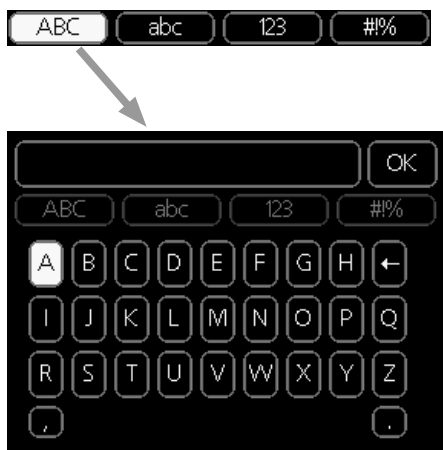 ABC abc 123 #!%
OK
ABC abc 123 #!%
A B C D E F G H ←
I J K L M N O P Q
R S T U V W X Y Z
, .